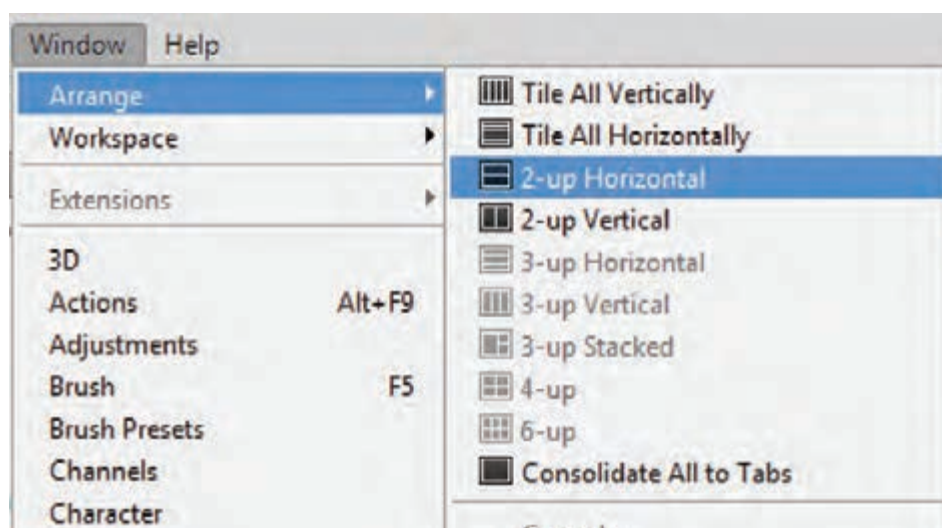 Window Help
Arrange
Workspace
Extensions
3D
Actions Alt+F9
Adjustments
Brush F5
Brush Presets
Channels
Character
Tile All Vertically
Tile All Horizontally
2-up Horizontal
2-up Vertical
3-up Horizontal
3-up Vertical
3-up Stacked
4-up
6-up
Consolidate All to Tabs